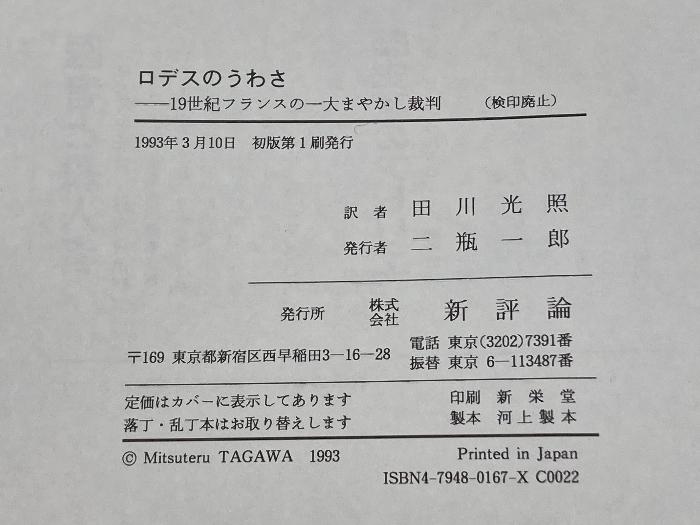 ロデスのうわさ
――19世紀フランスの一大まやかし裁判 （検印廃止）
1993年3月10日 初版第1刷発行
訳者 田川光照
発行者 二瓶一郎
発行所 株式会社 新評論
〒169 東京都新宿区西早稲田3−16−28
電話 東京(3202)7391番
振替 東京 6−113487番
定価はカバーに表示してあります
落丁・乱丁本はお取り替えします
印刷 新栄堂
製本 河上製本
© Mitsuteru TAGAWA 1993
Printed in Japan
ISBN4-7948-0167-X C0022